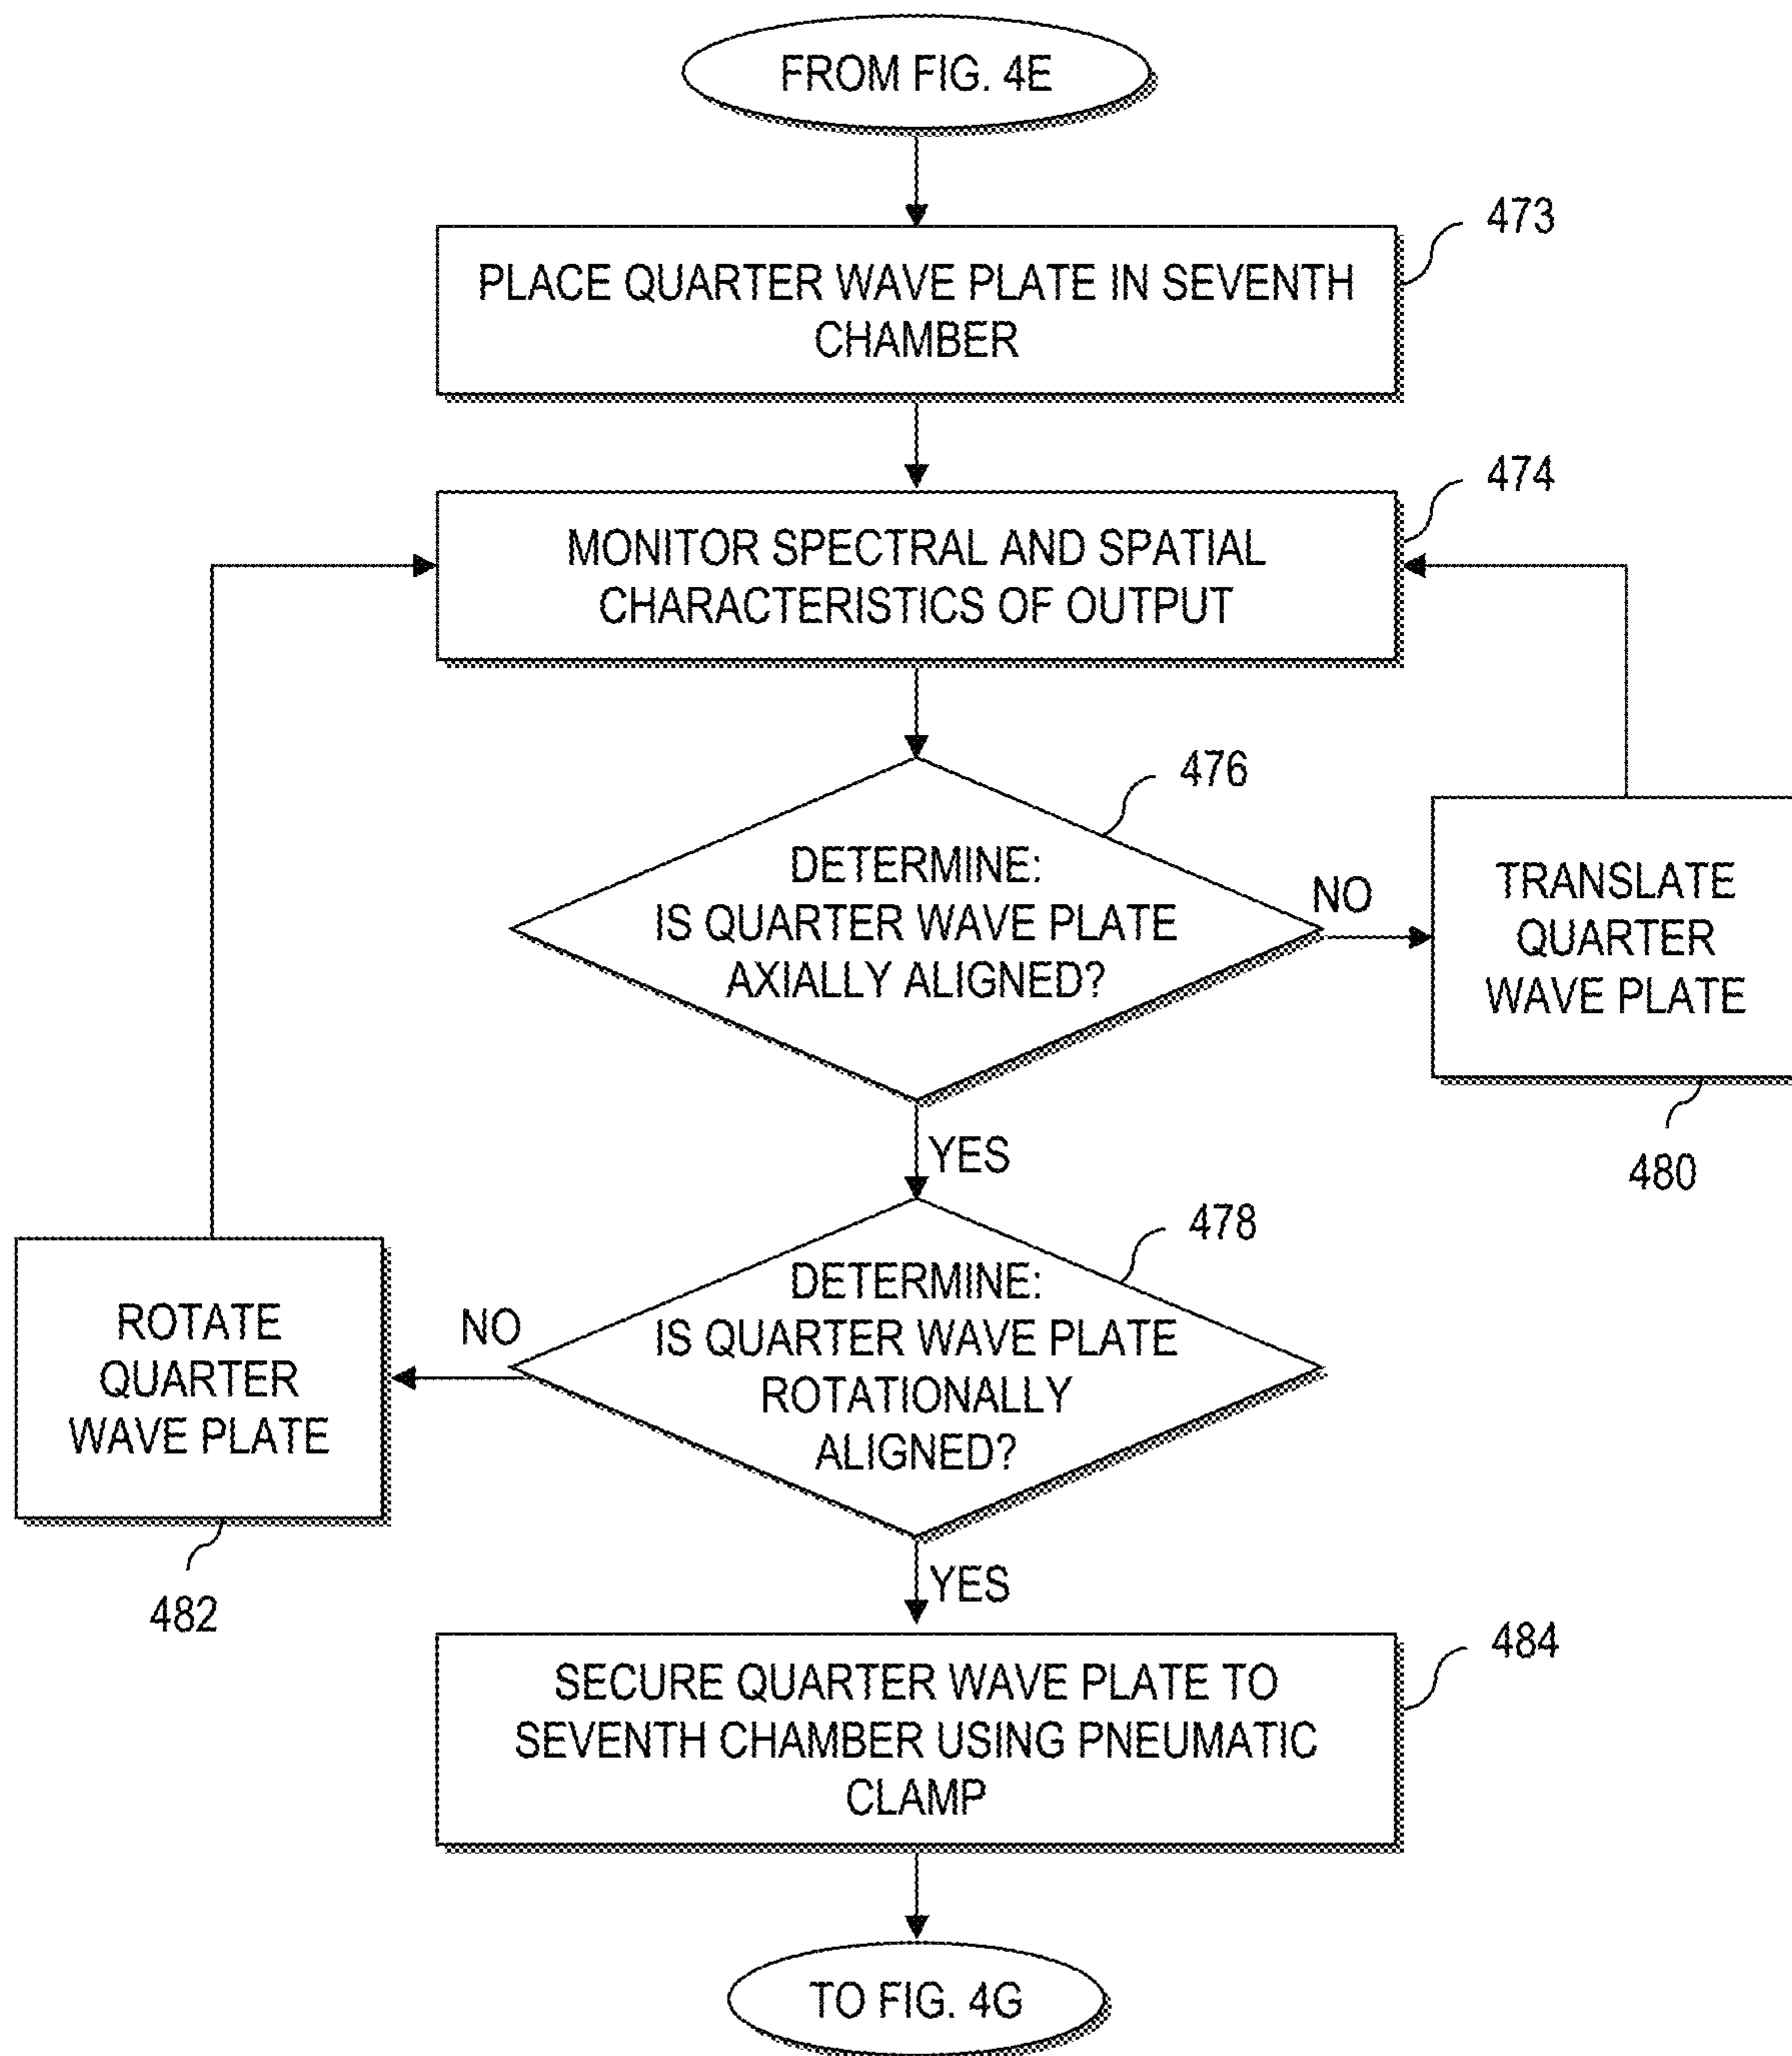 FROM FIG. 4E
473
PLACE QUARTER WAVE PLATE IN SEVENTH
CHAMBER
474
MONITOR SPECTRAL AND SPATIAL
CHARACTERISTICS OF OUTPUT
476
DETERMINE:
IS QUARTER WAVE PLATE
AXIALLY ALIGNED?
NO
TRANSLATE
QUARTER
WAVE PLATE
480
YES
478
DETERMINE:
IS QUARTER WAVE PLATE
ROTATIONALLY
ALIGNED?
NO
ROTATE
QUARTER
WAVE PLATE
482
YES
484
SECURE QUARTER WAVE PLATE TO
SEVENTH CHAMBER USING PNEUMATIC
CLAMP
TO FIG. 4G